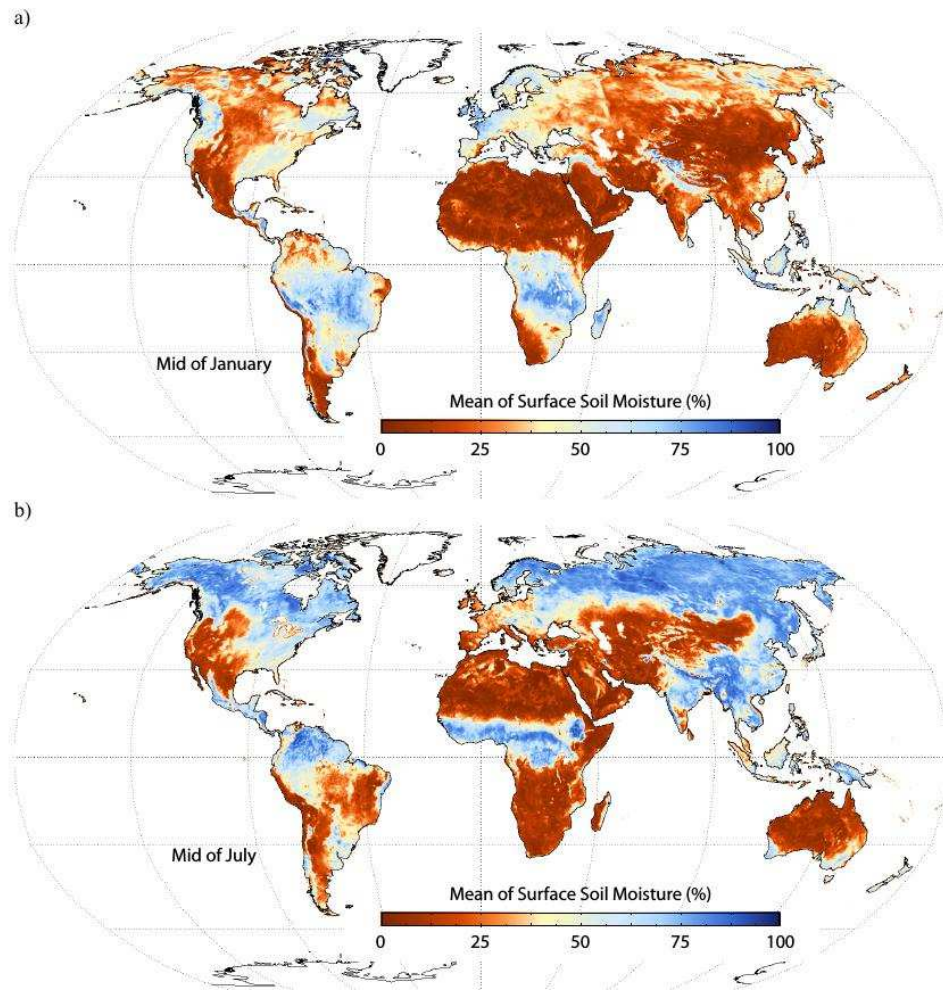 a)
Mid of January
Mean of Surface Soil Moisture (%)
0 25 50 75 100
b)
Mid of July
Mean of Surface Soil Moisture (%)
0 25 50 75 100